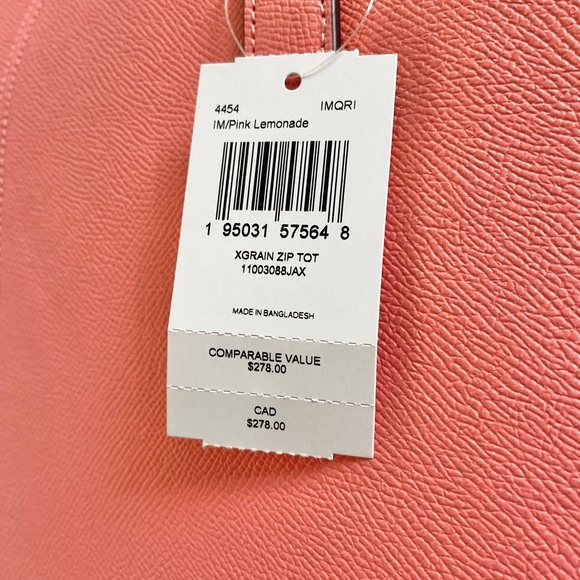 4454 IMQRI
IM/Pink Lemonade
1 95031 57564 8
XGRAIN ZIP TOT
11003088JAX
MADE IN BANGLADESH
COMPARABLE VALUE
$278.00
CAD
$278.00